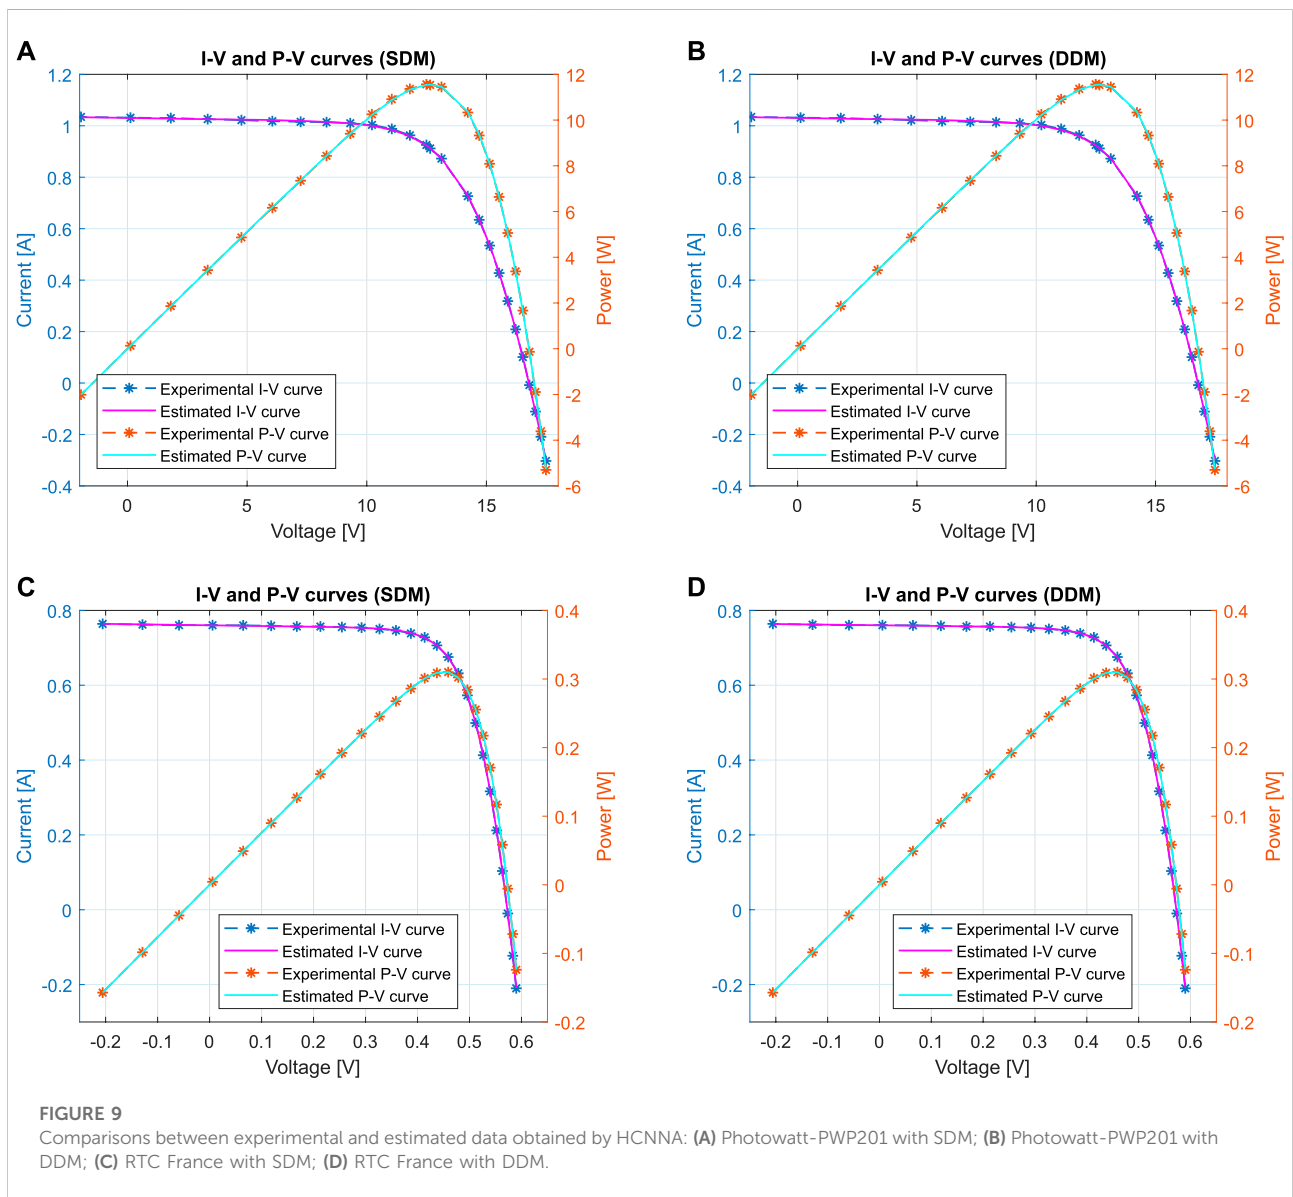 A
I-V and P-V curves (SDM)
1.2
1
0.8
0.6
0.4
0.2
0
-0.2
-0.4
Current [A]
12
10
8
6
4
2
0
-2
-4
-6
Power [W]
Experimental I-V curve
Estimated I-V curve
Experimental P-V curve
Estimated P-V curve
0 5 10 15
Voltage [V]
B
I-V and P-V curves (DDM)
1.2
1
0.8
0.6
0.4
0.2
0
-0.2
-0.4
Current [A]
12
10
8
6
4
2
0
-2
-4
-6
Power [W]
Experimental I-V curve
Estimated I-V curve
Experimental P-V curve
Estimated P-V curve
0 5 10 15
Voltage [V]
C
I-V and P-V curves (SDM)
0.8
0.6
0.4
0.2
0
-0.2
Current [A]
0.4
0.3
0.2
0.1
0
-0.1
-0.2
Power [W]
Experimental I-V curve
Estimated I-V curve
Experimental P-V curve
Estimated P-V curve
-0.2 -0.1 0 0.1 0.2 0.3 0.4 0.5 0.6
Voltage [V]
D
I-V and P-V curves (DDM)
0.8
0.6
0.4
0.2
0
-0.2
Current [A]
0.4
0.3
0.2
0.1
0
-0.1
-0.2
Power [W]
Experimental I-V curve
Estimated I-V curve
Experimental P-V curve
Estimated P-V curve
-0.2 -0.1 0 0.1 0.2 0.3 0.4 0.5 0.6
Voltage [V]
FIGURE 9
Comparisons between experimental and estimated data obtained by HCNNA: (A) Photowatt-PWP201 with SDM; (B) Photowatt-PWP201 with
DDM; (C) RTC France with SDM; (D) RTC France with DDM.